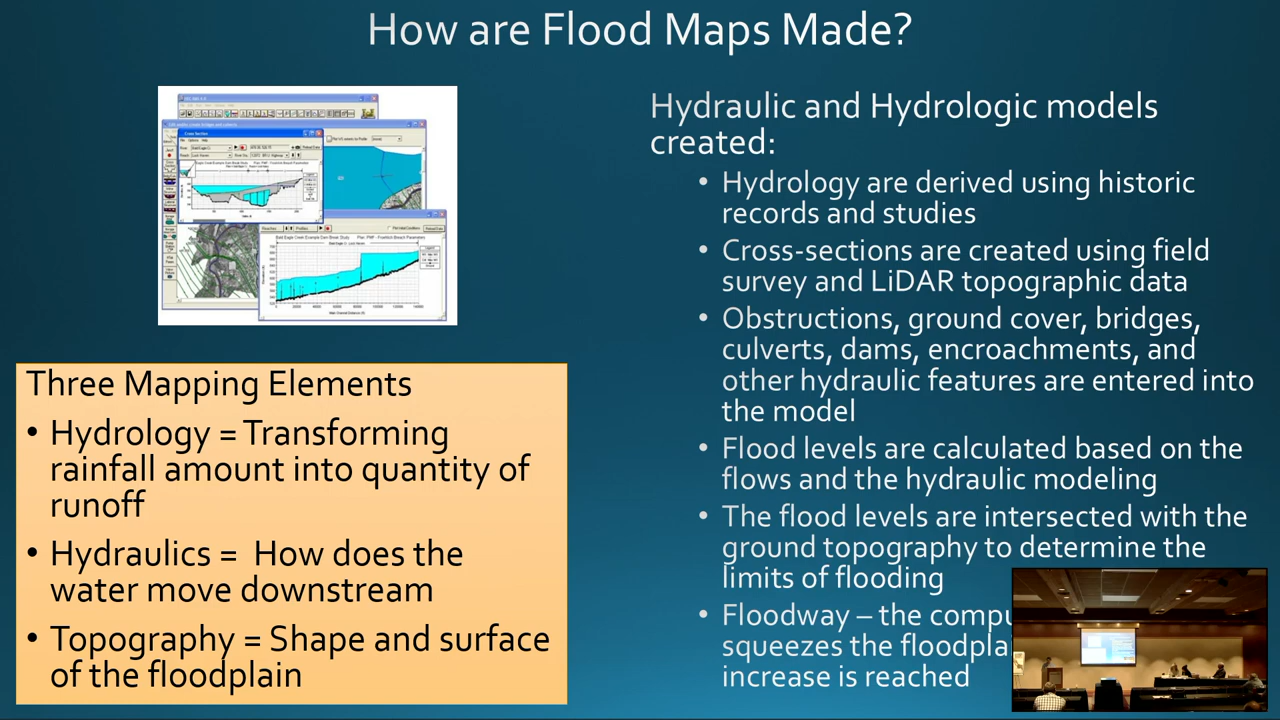 How are Flood Maps Made?
Hydraulic and Hydrologic models
created:
• Hydrology are derived using historic
records and studies
• Cross-sections are created using field
survey and LiDAR topographic data
• Obstructions, ground cover, bridges,
culverts, dams, encroachments, and
other hydraulic features are entered into
the model
• Flood levels are calculated based on the
flows and the hydraulic modeling
• The flood levels are intersected with the
ground topography to determine the
limits of flooding
• Floodway – the
squeezes the
increase is reached
Three Mapping Elements
• Hydrology = Transforming
rainfall amount into quantity of
runoff
• Hydraulics = How does the
water move downstream
• Topography = Shape and surface
of the floodplain